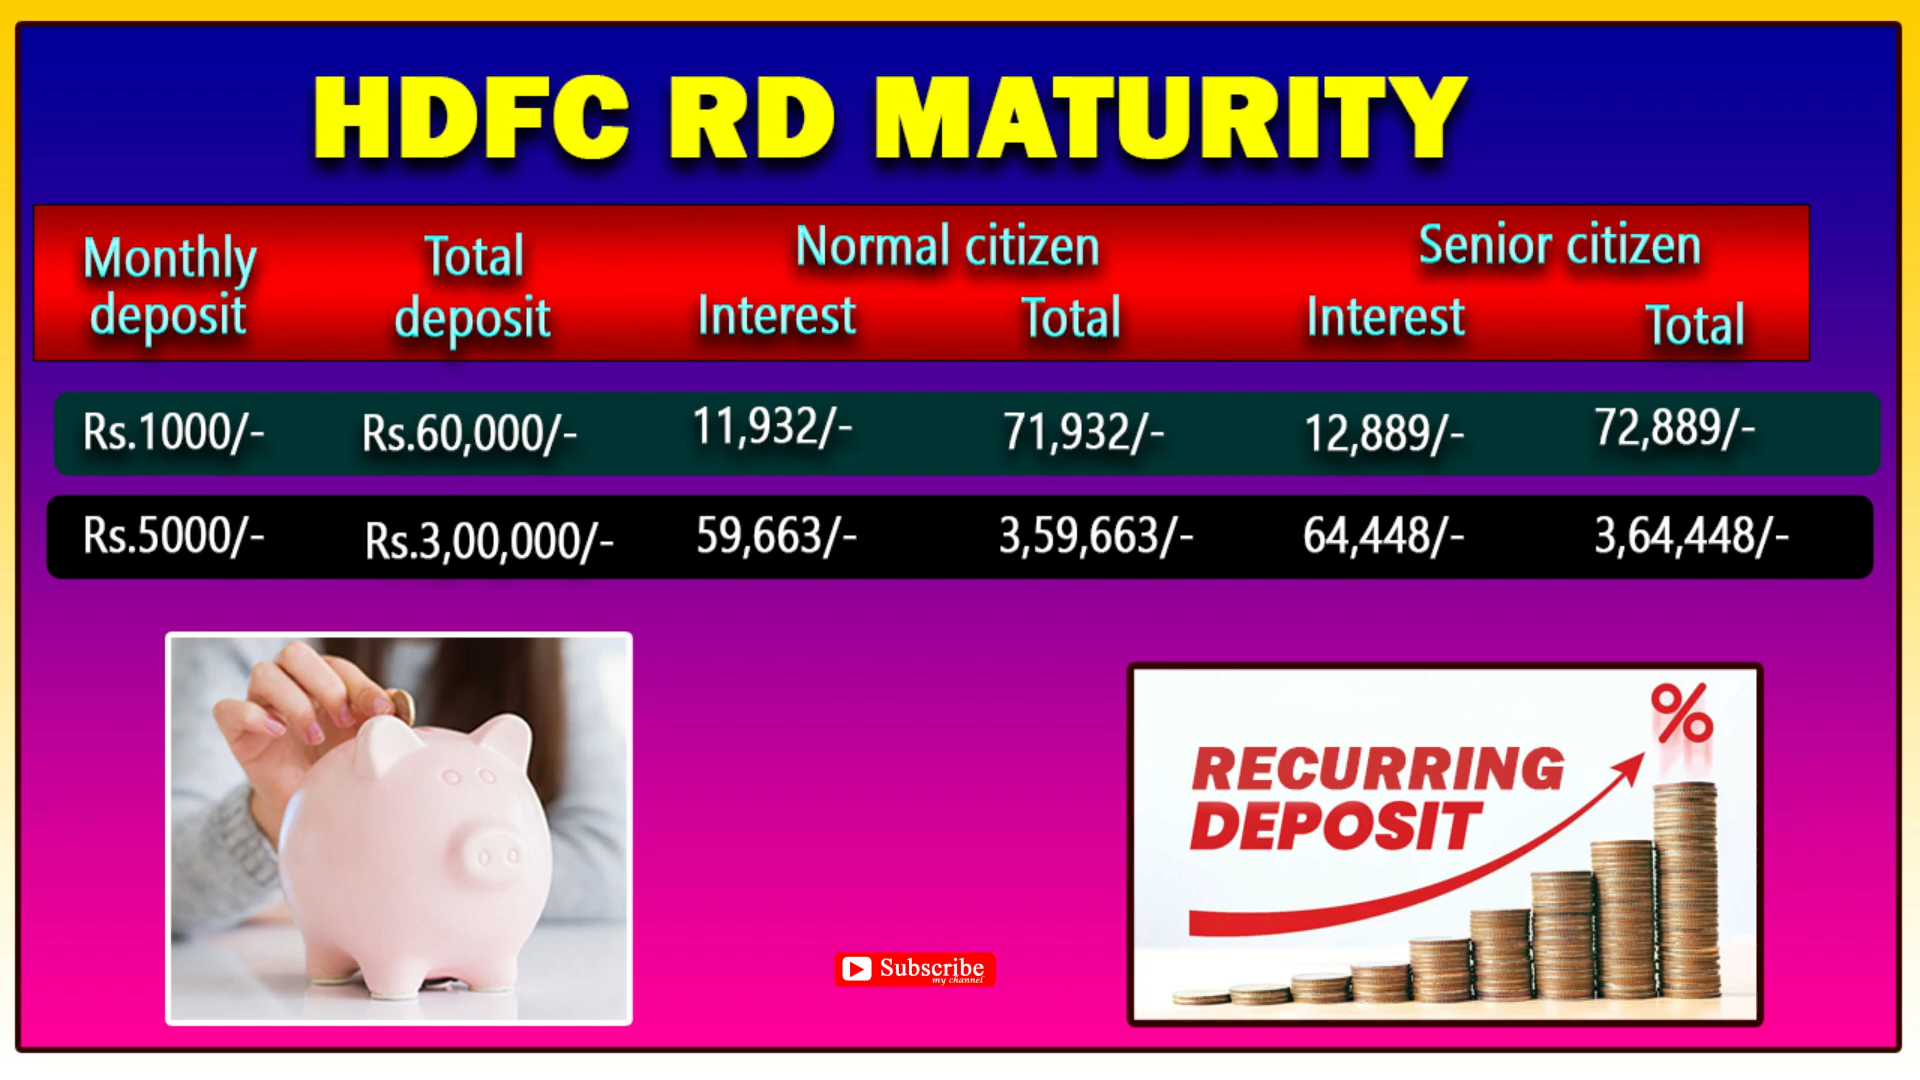 HDFC RD MATURITY
Monthly deposit
Total deposit
Normal citizen
Interest
Total
Senior citizen
Interest
Total
Rs.1000/- Rs.60,000/- 11,932/- 71,932/- 12,889/- 72,889/-
Rs.5000/- Rs.3,00,000/- 59,663/- 3,59,663/- 64,448/- 3,64,448/-
%
RECURRING
DEPOSIT
Subscribe
my channel